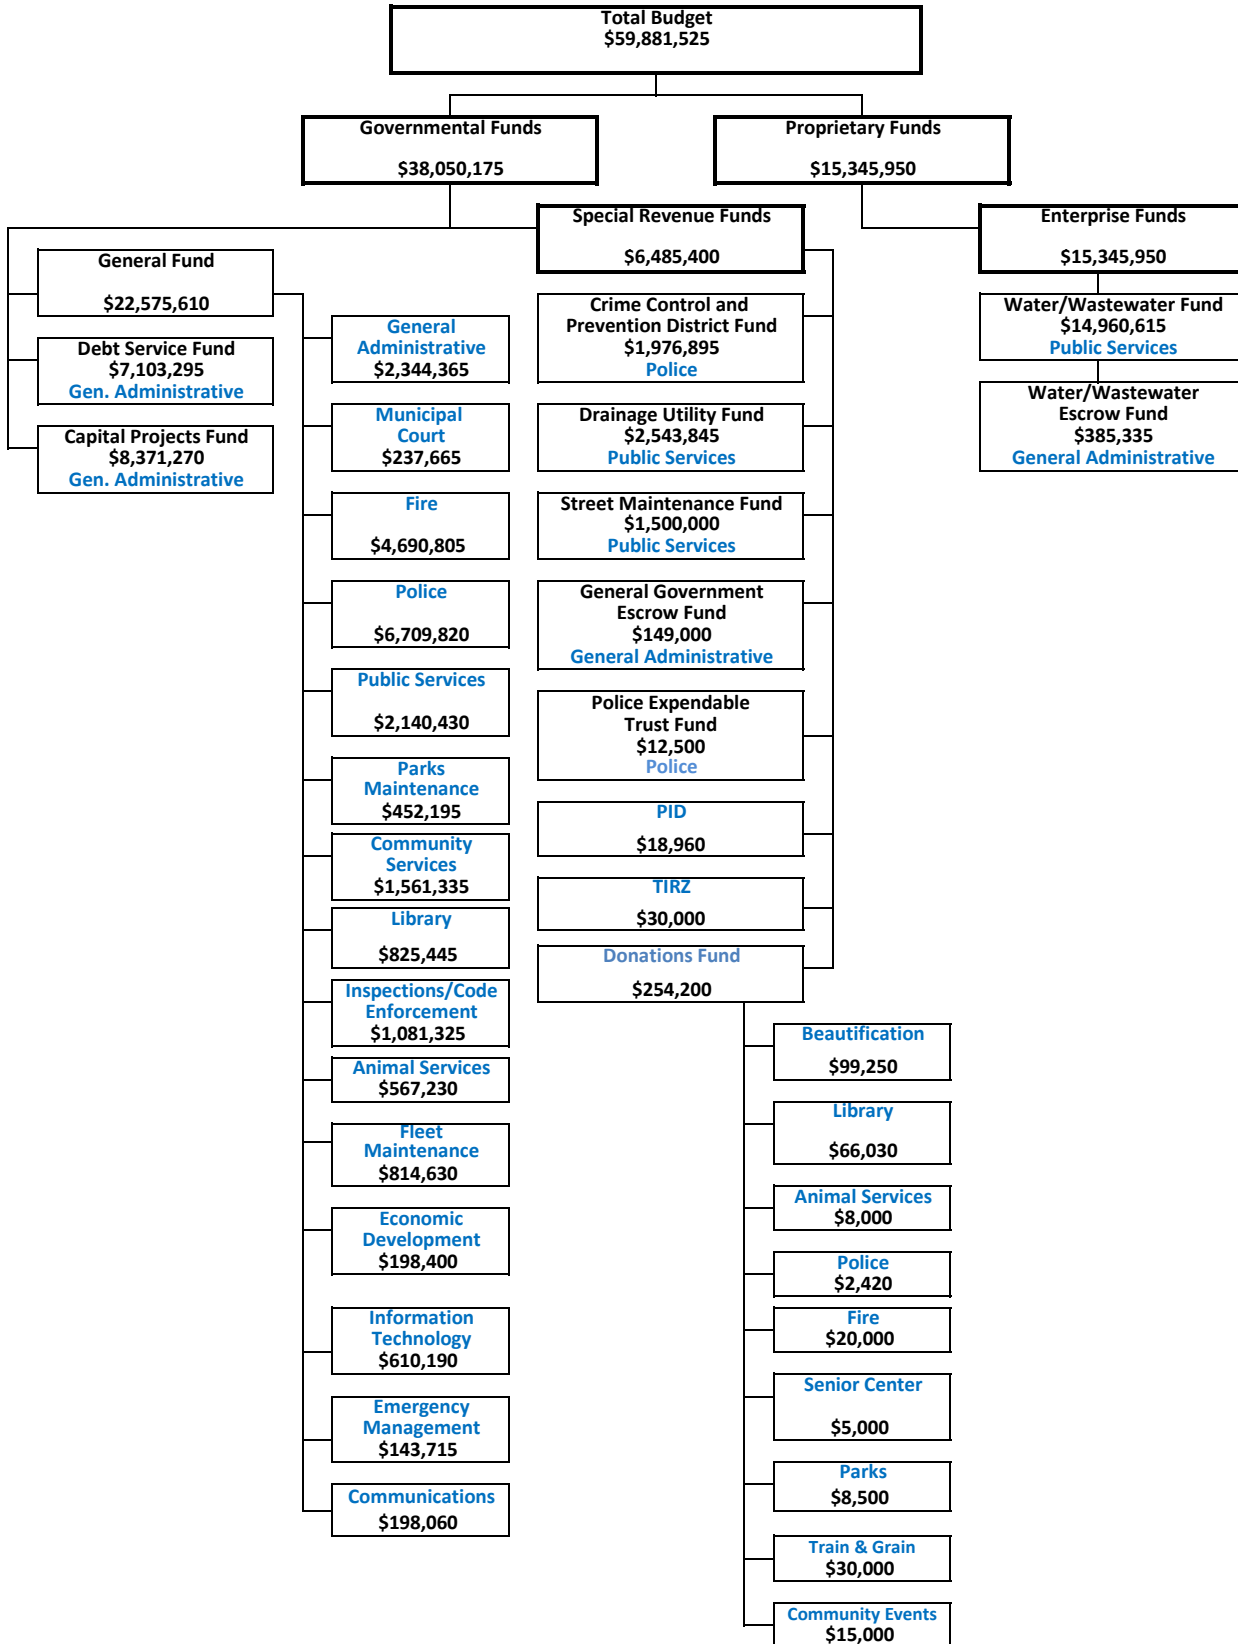 Total Budget
$59,881,525
Governmental Funds
$38,050,175
Proprietary Funds
$15,345,950
Special Revenue Funds
$6,485,400
Enterprise Funds
$15,345,950
General Fund
$22,575,610
Debt Service Fund
$7,103,295
Gen. Administrative
Capital Projects Fund
$8,371,270
Gen. Administrative
General
Administrative
$2,344,365
Municipal
Court
$237,665
Fire
$4,690,805
Police
$6,709,820
Public Services
$2,140,430
Parks
Maintenance
$452,195
Community
Services
$1,561,335
Library
$825,445
Inspections/Code
Enforcement
$1,081,325
Animal Services
$567,230
Fleet
Maintenance
$814,630
Economic
Development
$198,400
Information
Technology
$610,190
Emergency
Management
$143,715
Communications
$198,060
Crime Control and
Prevention District Fund
$1,976,895
Police
Drainage Utility Fund
$2,543,845
Public Services
Street Maintenance Fund
$1,500,000
Public Services
General Government
Escrow Fund
$149,000
General Administrative
Police Expendable
Trust Fund
$12,500
Police
PID
$18,960
TIRZ
$30,000
Donations Fund
$254,200
Beautification
$99,250
Library
$66,030
Animal Services
$8,000
Police
$2,420
Fire
$20,000
Senior Center
$5,000
Parks
$8,500
Train & Grain
$30,000
Community Events
$15,000
Water/Wastewater Fund
$14,960,615
Public Services
Water/Wastewater
Escrow Fund
$385,335
General Administrative